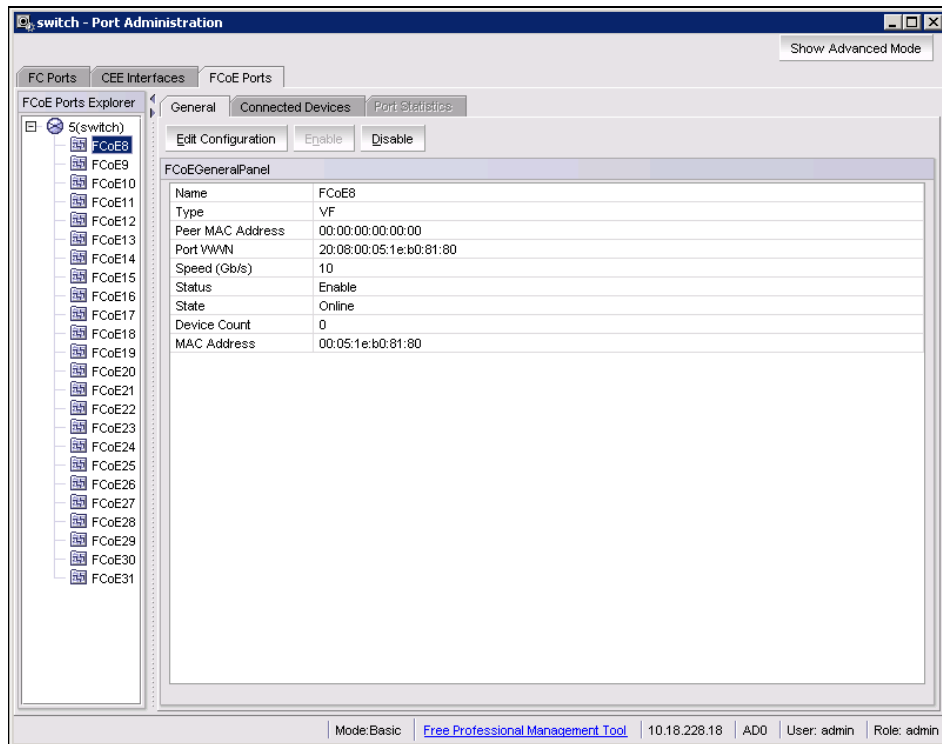 switch - Port Administration
Show Advanced Mode
FC Ports CEE Interfaces FCoE Ports
FCoE Ports Explorer
5(switch)
FCoE8
FCoE9
FCoE10
FCoE11
FCoE12
FCoE13
FCoE14
FCoE15
FCoE16
FCoE17
FCoE18
FCoE19
FCoE20
FCoE21
FCoE22
FCoE23
FCoE24
FCoE25
FCoE26
FCoE27
FCoE28
FCoE29
FCoE30
FCoE31
General Connected Devices Port Statistics
Edit Configuration Enable Disable
FCoEGeneralPanel
Name FCoE8
Type VF
Peer MAC Address 00:00:00:00:00:00
Port WWN 20:08:00:05:1e:b0:81:80
Speed (Gb/s) 10
Status Enable
State Online
Device Count 0
MAC Address 00:05:1e:b0:81:80
Mode:Basic Free Professional Management Tool 10.18.228.18 AD0 User: admin Role: admin